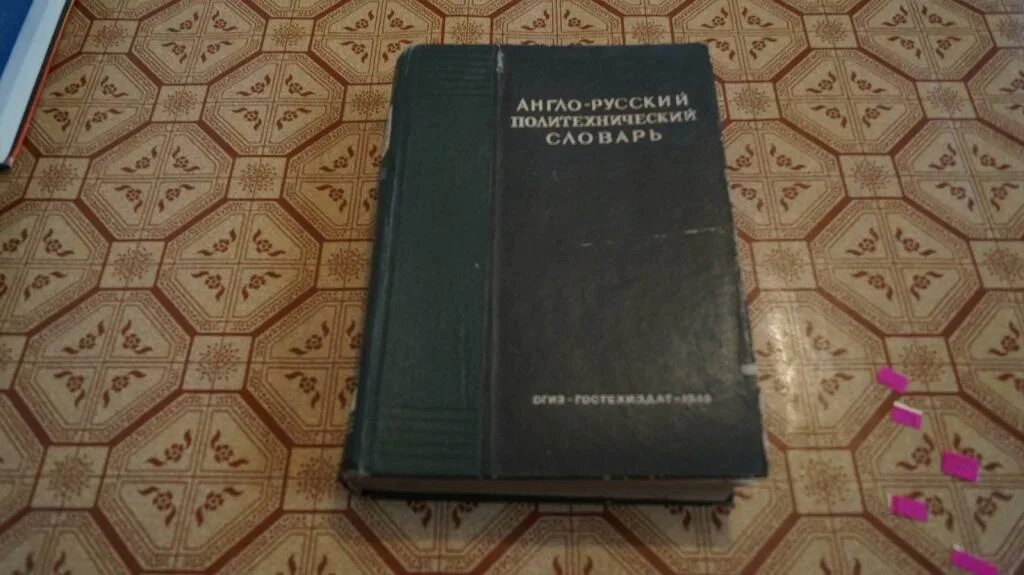 АНГЛО-РУССКИЙ
ПОЛИТЕХНИЧЕСКИЙ
СЛОВАРЬ
ОГИЗ-ГОСТЕХИЗДАТ-